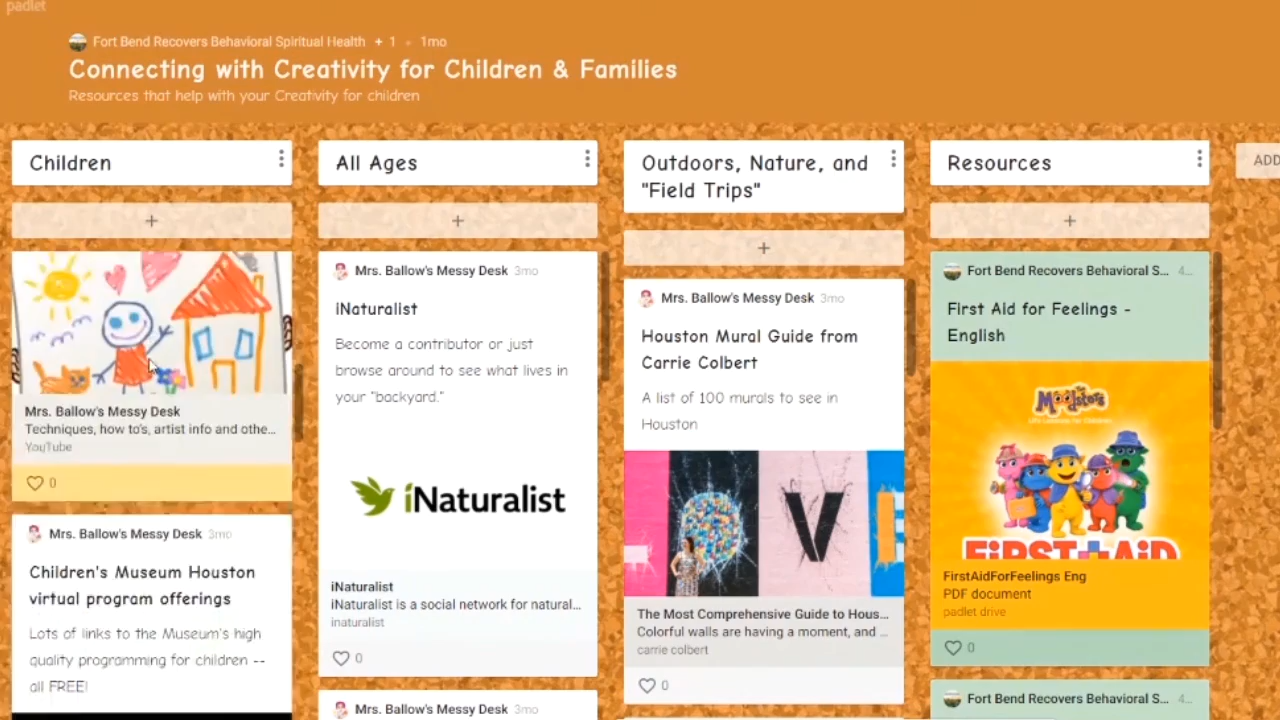 padlet
Fort Bend Recovers Behavioral Spiritual Health + 1 • 1mo
Connecting with Creativity for Children & Families
Resources that help with your Creativity for children
Children
Mrs. Ballow's Messy Desk
Techniques, how to's, artist info and othe...
YouTube
0
Mrs. Ballow's Messy Desk 3mo
Children's Museum Houston
virtual program offerings
Lots of links to the Museum's high
quality programming for children --
all FREE!
All Ages
Mrs. Ballow's Messy Desk 3mo
iNaturalist
Become a contributor or just
browse around to see what lives in
your "backyard."
iNaturalist
iNaturalist
iNaturalist is a social network for natural...
inaturalist
0
Mrs. Ballow's Messy Desk 3mo
Outdoors, Nature, and
"Field Trips"
Mrs. Ballow's Messy Desk 3mo
Houston Mural Guide from
Carrie Colbert
A list of 100 murals to see in
Houston
The Most Comprehensive Guide to Hous...
Colorful walls are having a moment, and ...
carrie colbert
0
Resources
Fort Bend Recovers Behavioral S... 4...
First Aid for Feelings -
English
The Moodsters
FIRST AID
FirstAidForFeelings Eng
PDF document
padlet drive
0
Fort Bend Recovers Behavioral S... 4...
ADD